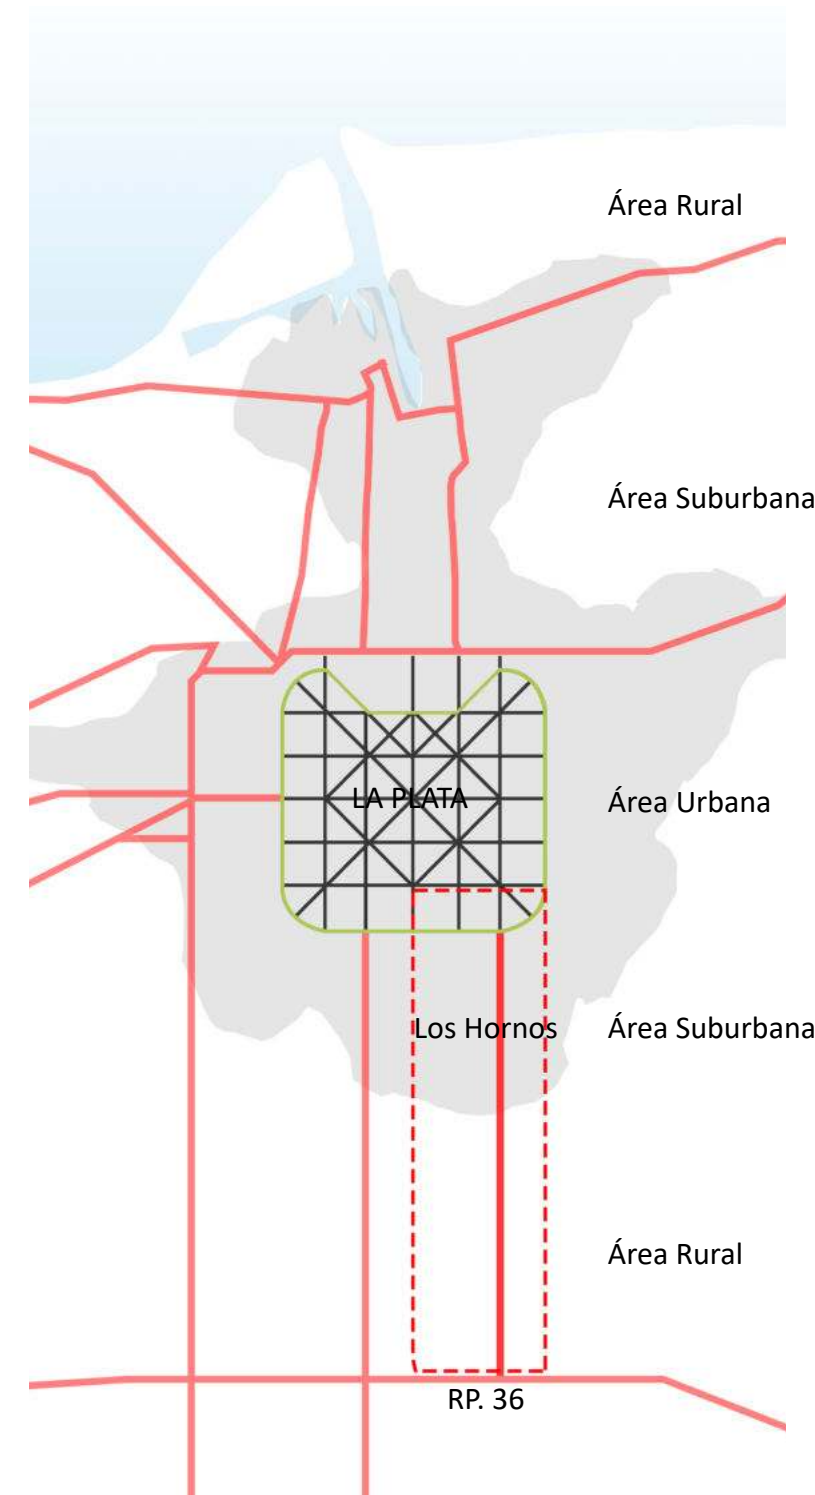 Área Rural
Área Suburbana
LA PLATA
Área Urbana
Los Hornos
Área Suburbana
Área Rural
RP. 36